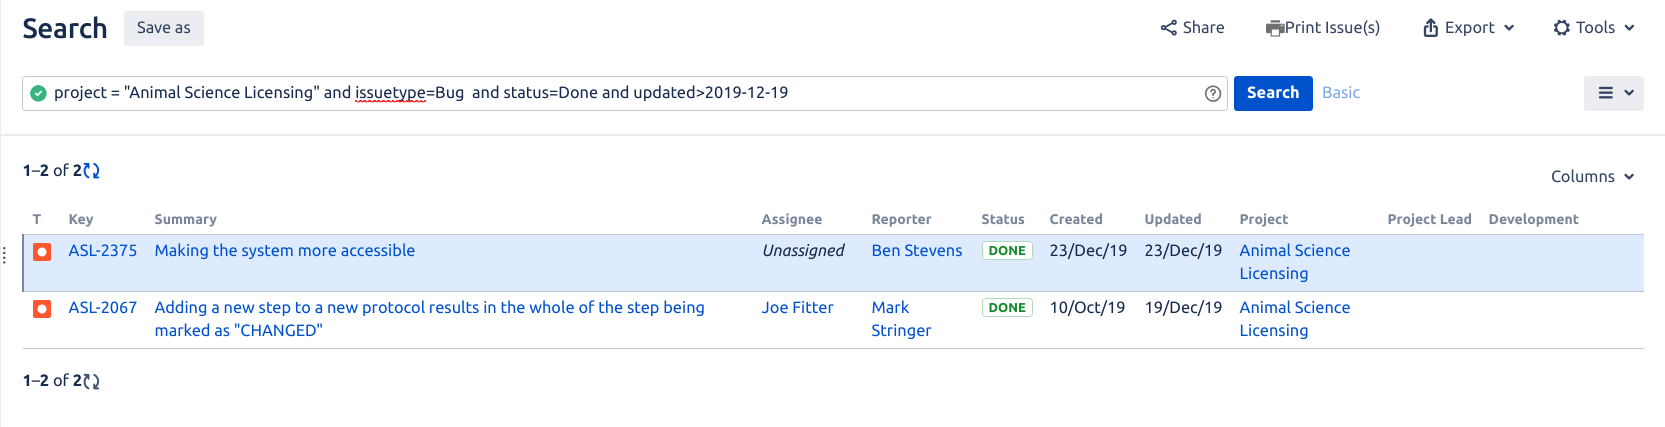 Search Save as Share Print Issue(s) Export Tools
project = "Animal Science Licensing" and issuetype=Bug  and status=Done and updated>2019-12-19 Search Basic
1–2 of 2
Columns
T Key Summary Assignee Reporter Status Created Updated Project Project Lead Development
ASL-2375 Making the system more accessible Unassigned Ben Stevens DONE 23/Dec/19 23/Dec/19 Animal Science
Licensing
ASL-2067 Adding a new step to a new protocol results in the whole of the step being Joe Fitter Mark DONE 10/Oct/19 19/Dec/19 Animal Science
marked as "CHANGED" Stringer Licensing
1–2 of 2